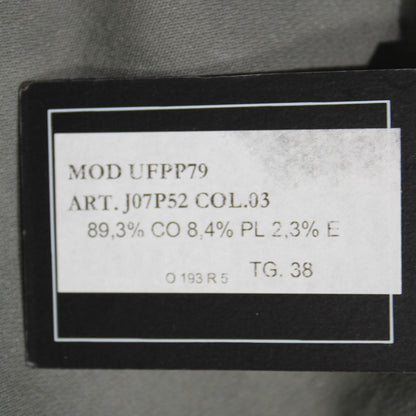 MOD UFPP79
ART. J07P52 COL.03
89,3% CO 8,4% PL 2,3% E
O 193 R 5 TG. 38